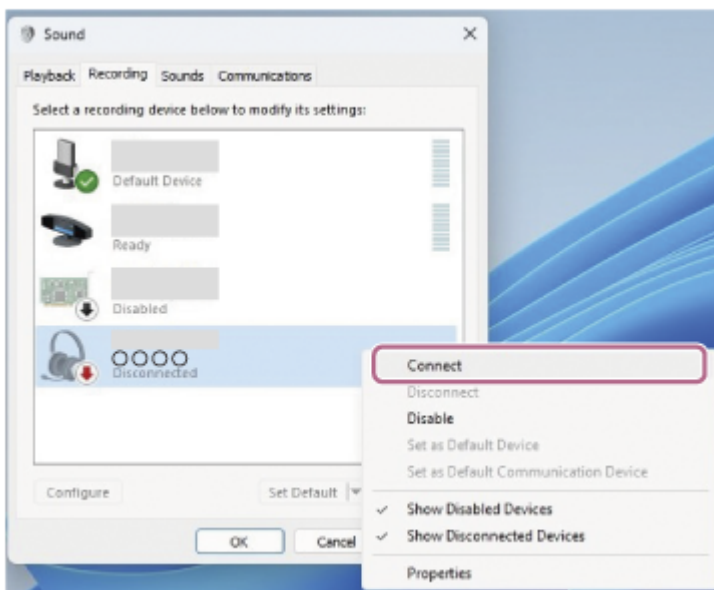 Sound
Playback Recording Sounds Communications
Select a recording device below to modify its settings:
Default Device
Ready
Disabled
○○○○
Disconnected
Configure
Set Default
OK
Cancel
Connect
Disconnect
Disable
Set as Default Device
Set as Default Communication Device
Show Disabled Devices
Show Disconnected Devices
Properties